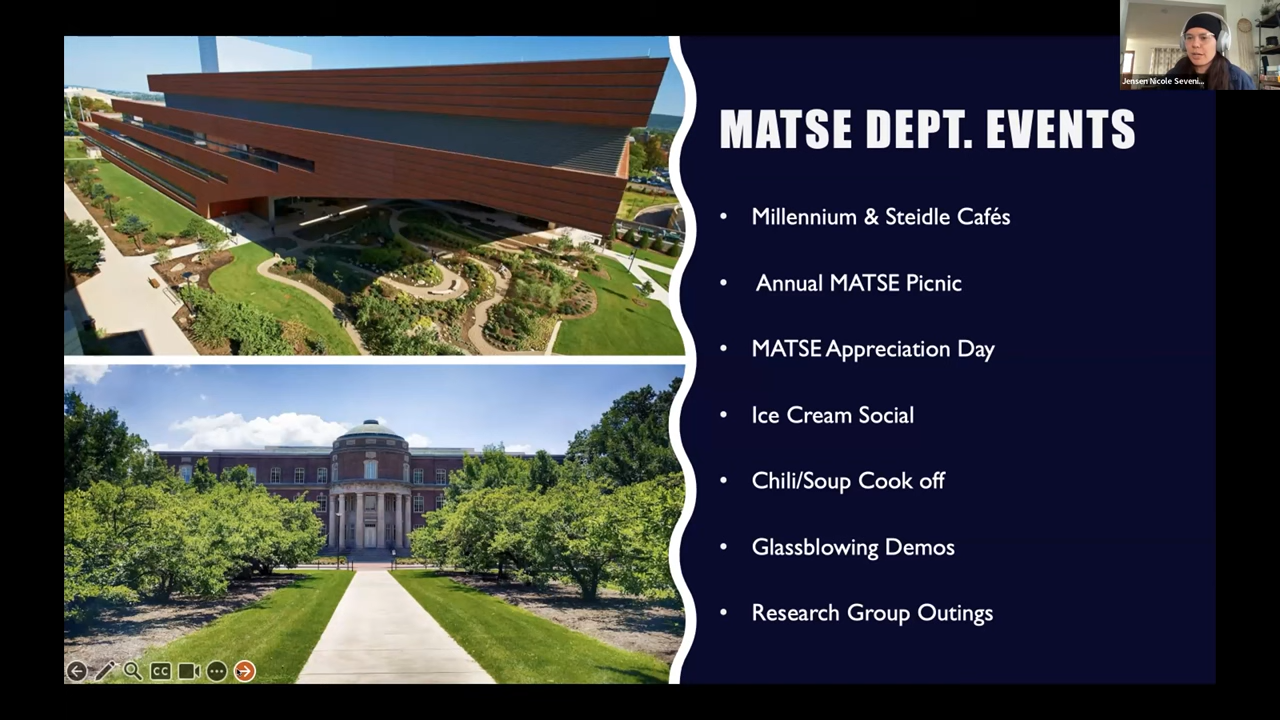 Jensen Nicole Seveni...
MATSE DEPT. EVENTS
• Millennium & Steidle Cafés
• Annual MATSE Picnic
• MATSE Appreciation Day
• Ice Cream Social
• Chili/Soup Cook off
• Glassblowing Demos
• Research Group Outings
CC